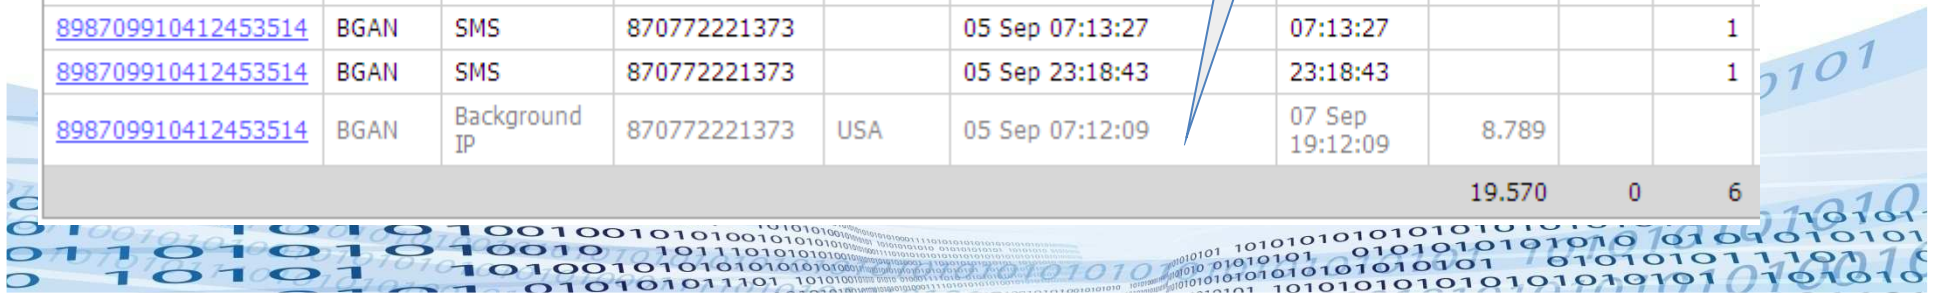 898709910412453514 BGAN SMS 870772221373 05 Sep 07:13:27 07:13:27 1
898709910412453514 BGAN SMS 870772221373 05 Sep 23:18:43 23:18:43 1
898709910412453514 BGAN Background IP 870772221373 USA 05 Sep 07:12:09 07 Sep 19:12:09 8.789
19.570 0 6